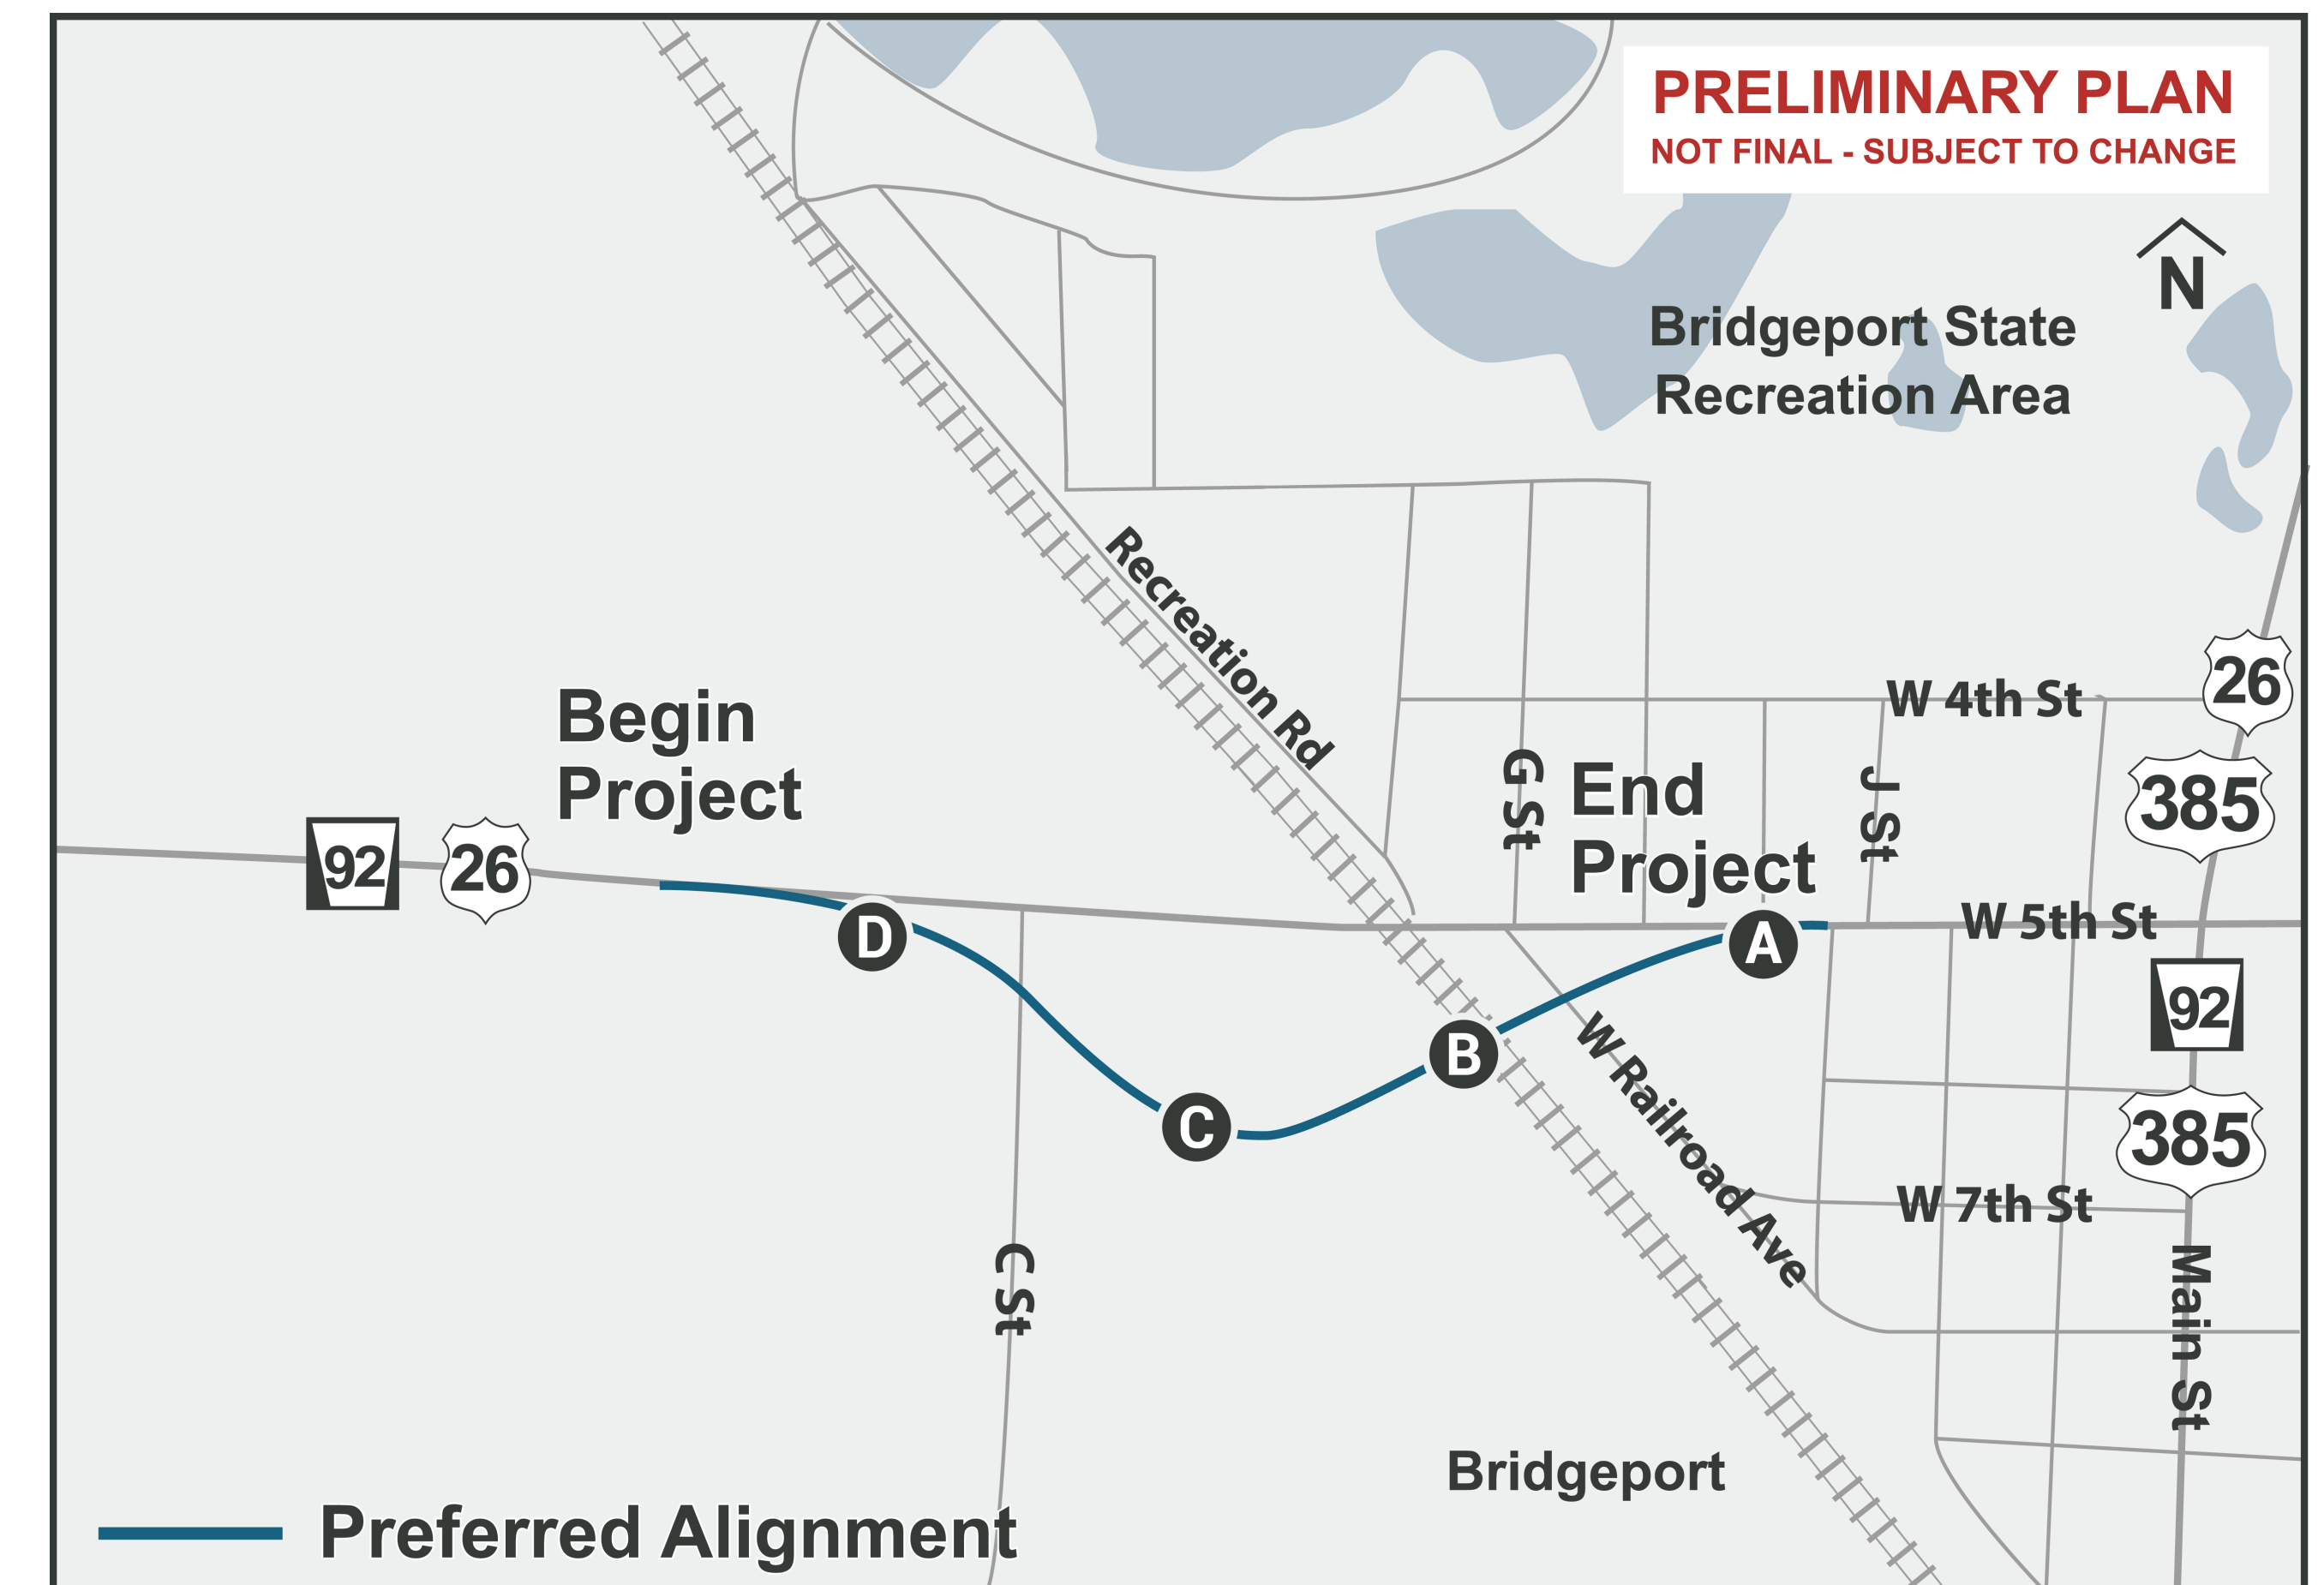 PRELIMINARY PLAN
NOT FINAL - SUBJECT TO CHANGE
N
Bridgeport State
Recreation Area
Recreation Rd
26
W 4th St
Begin
Project
G St
End
Project
J St
385
92
26
D
A
W 5th St
92
B
W Railroad Ave
C
385
W 7th St
C St
Main St
Bridgeport
Preferred Alignment